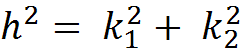 h² = k₁² + k₂²